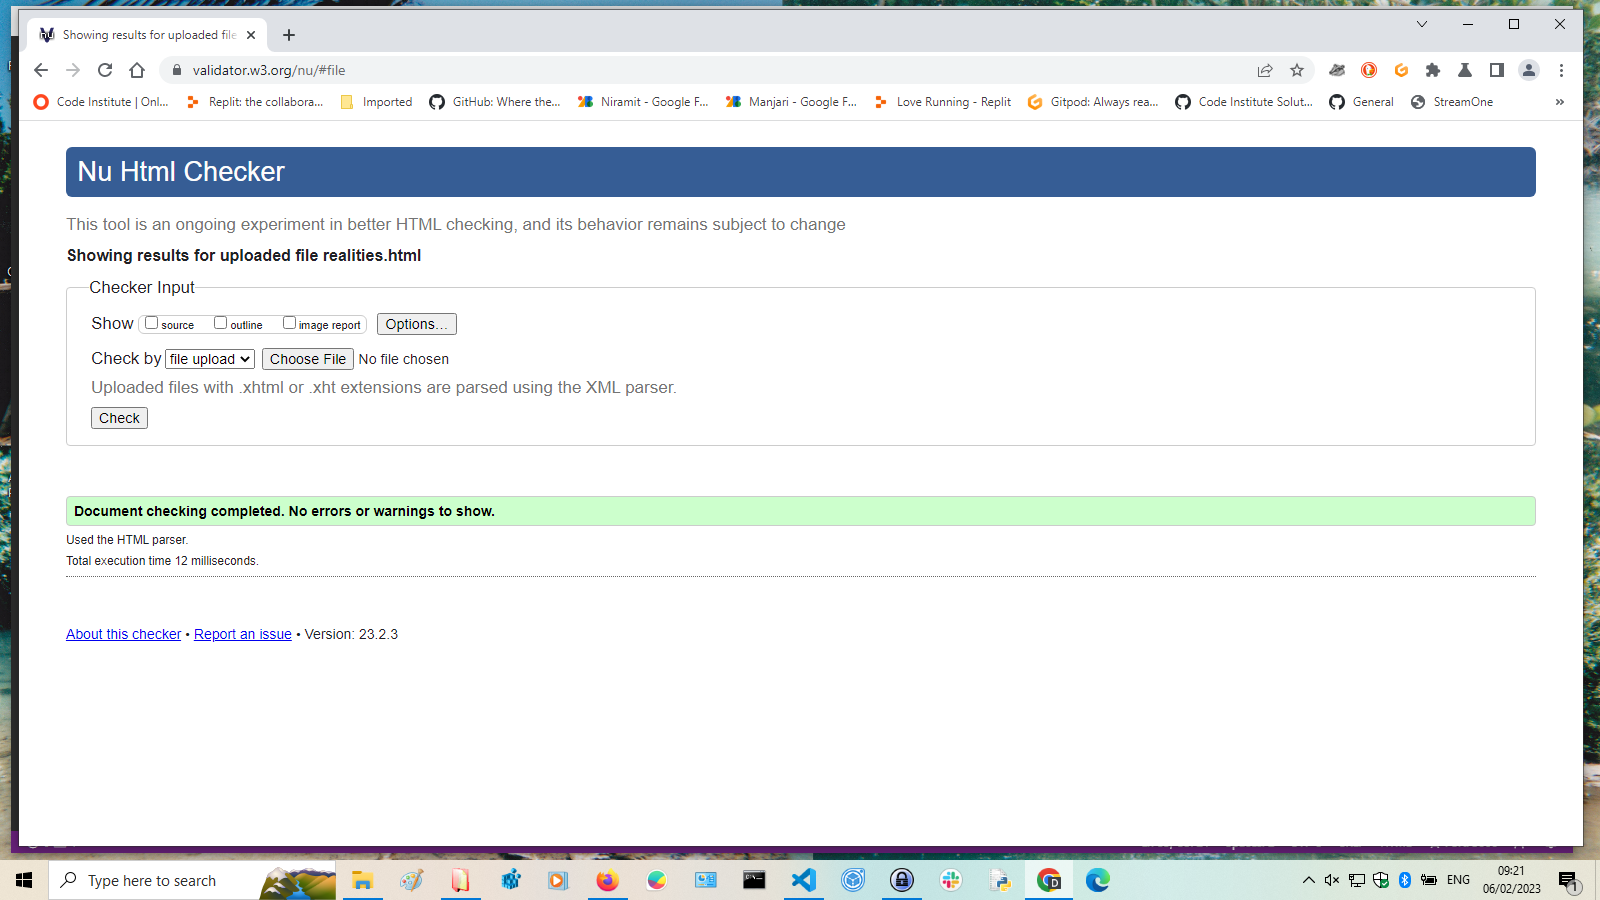 Showing results for uploaded file
validator.w3.org/nu/#file
Code Institute | Onl...
Replit: the collabora...
Imported
GitHub: Where the...
Niramit - Google F...
Manjari - Google F...
Love Running - Replit
Gitpod: Always rea...
Code Institute Solut...
General
StreamOne
»
Nu Html Checker
This tool is an ongoing experiment in better HTML checking, and its behavior remains subject to change
Showing results for uploaded file realities.html
Checker Input
Show source outline image report Options...
Check by file upload Choose File No file chosen
Uploaded files with .xhtml or .xht extensions are parsed using the XML parser.
Check
Document checking completed. No errors or warnings to show.
Used the HTML parser.
Total execution time 12 milliseconds.
About this checker • Report an issue • Version: 23.2.3
Type here to search
ENG
09:21
06/02/2023
1